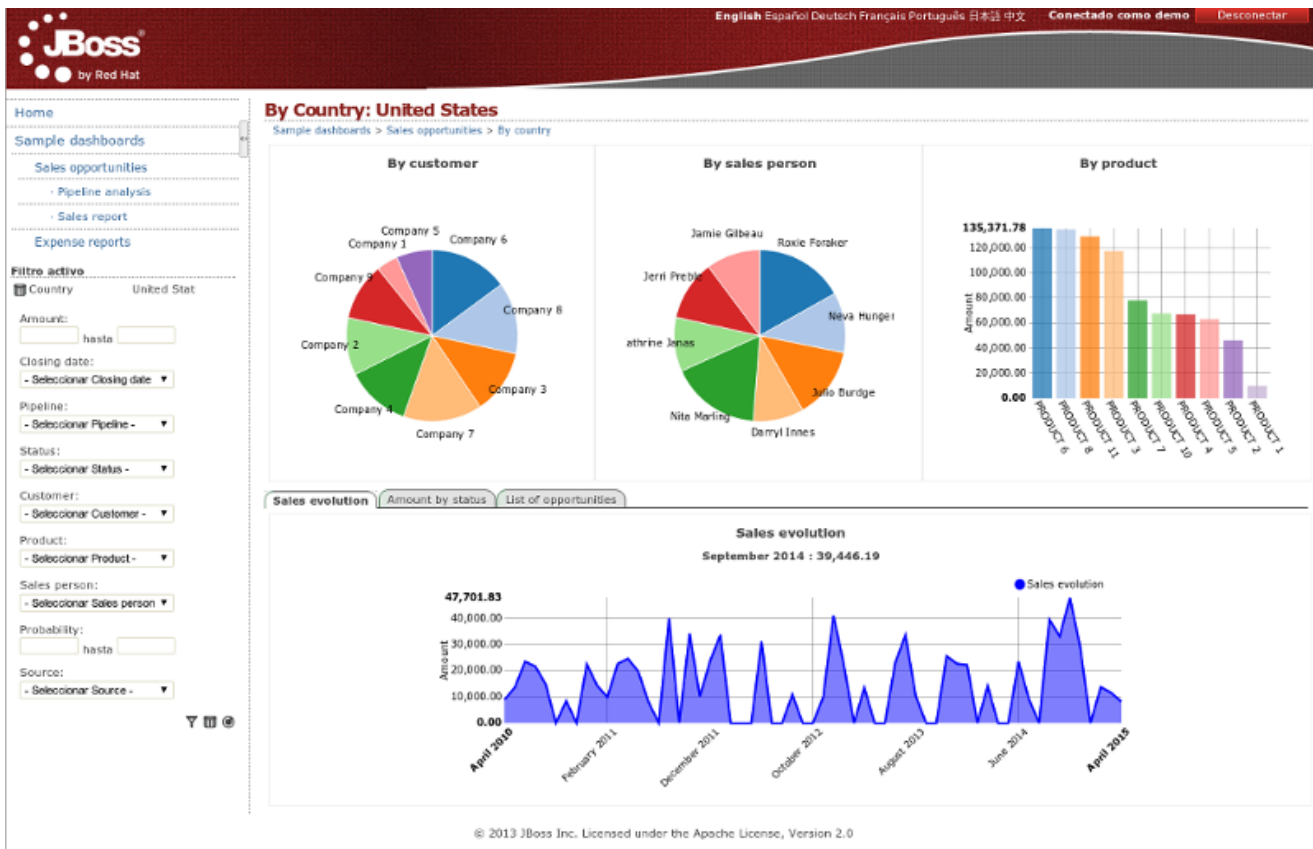 English Español Deutsch Français Português 日本語 中文 Conectado como demo Desconectar
JBoss®
by Red Hat
Home
Sample dashboards
Sales opportunities
· Pipeline analysis
· Sales report
Expense reports
Filtro activo
Country United Stat
Amount:
hasta
Closing date:
- Seleccionar Closing date ▼
Pipeline:
- Seleccionar Pipeline - ▼
Status:
- Seleccionar Status - ▼
Customer:
- Seleccionar Customer - ▼
Product:
- Seleccionar Product - ▼
Sales person:
- Seleccionar Sales person ▼
Probability:
hasta
Source:
- Seleccionar Source - ▼
By Country: United States
Sample dashboards > Sales opportunities > By country
By customer
Company 5
Company 6
Company 1
Company 9
Company 8
Company 2
Company 3
Company 4
Company 7
By sales person
Jamie Gilbeau
Roxie Foraker
Jerri Preble
Neva Hunger
athrine Janas
Julio Burdge
Nita Marling
Darryl Innes
By product
135,371.78
120,000.00
100,000.00
80,000.00
60,000.00
40,000.00
20,000.00
0.00
Amount
PRODUCT 6
PRODUCT 8
PRODUCT 11
PRODUCT 3
PRODUCT 7
PRODUCT 10
PRODUCT 4
PRODUCT 5
PRODUCT 2
PRODUCT 1
Sales evolution Amount by status List of opportunities
Sales evolution
September 2014 : 39,446.19
Sales evolution
47,701.83
40,000.00
30,000.00
20,000.00
10,000.00
0.00
Amount
April 2010
February 2011
December 2011
October 2012
August 2013
June 2014
April 2015
© 2013 JBoss Inc. Licensed under the Apache License, Version 2.0